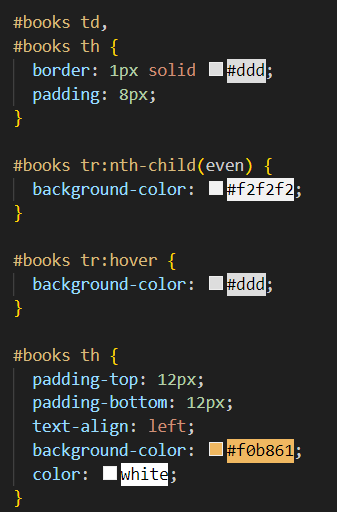 #books td,
#books th {
  border: 1px solid #ddd;
  padding: 8px;
}
#books tr:nth-child(even) {
  background-color: #f2f2f2;
}
#books tr:hover {
  background-color: #ddd;
}
#books th {
  padding-top: 12px;
  padding-bottom: 12px;
  text-align: left;
  background-color: #f0b861;
  color: white;
}